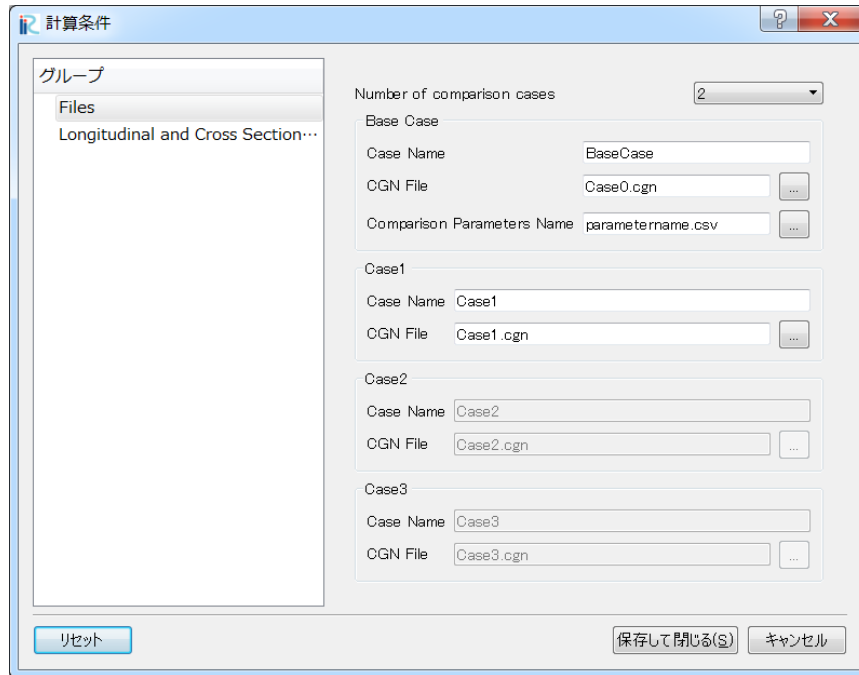 計算条件
グループ
Files
Longitudinal and Cross Section…
Number of comparison cases 2
Base Case
Case Name BaseCase
CGN File Case0.cgn ...
Comparison Parameters Name parametername.csv ...
Case1
Case Name Case1
CGN File Case1.cgn ...
Case2
Case Name Case2
CGN File Case2.cgn ...
Case3
Case Name Case3
CGN File Case3.cgn ...
リセット 保存して閉じる(S) キャンセル